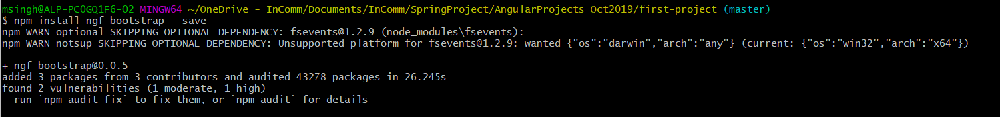 msingh@ALP-PC0GQ1F6-02 MINGW64 ~/OneDrive - InComm/Documents/InComm/SpringProject/AngularProjects_Oct2019/first-project (master)
$ npm install ngf-bootstrap --save
npm WARN optional SKIPPING OPTIONAL DEPENDENCY: fsevents@1.2.9 (node_modules\fsevents):
npm WARN notsup SKIPPING OPTIONAL DEPENDENCY: Unsupported platform for fsevents@1.2.9: wanted {"os":"darwin","arch":"any"} (current: {"os":"win32","arch":"x64"})
+ ngf-bootstrap@0.0.5
added 3 packages from 3 contributors and audited 43278 packages in 26.245s
found 2 vulnerabilities (1 moderate, 1 high)
  run `npm audit fix` to fix them, or `npm audit` for details